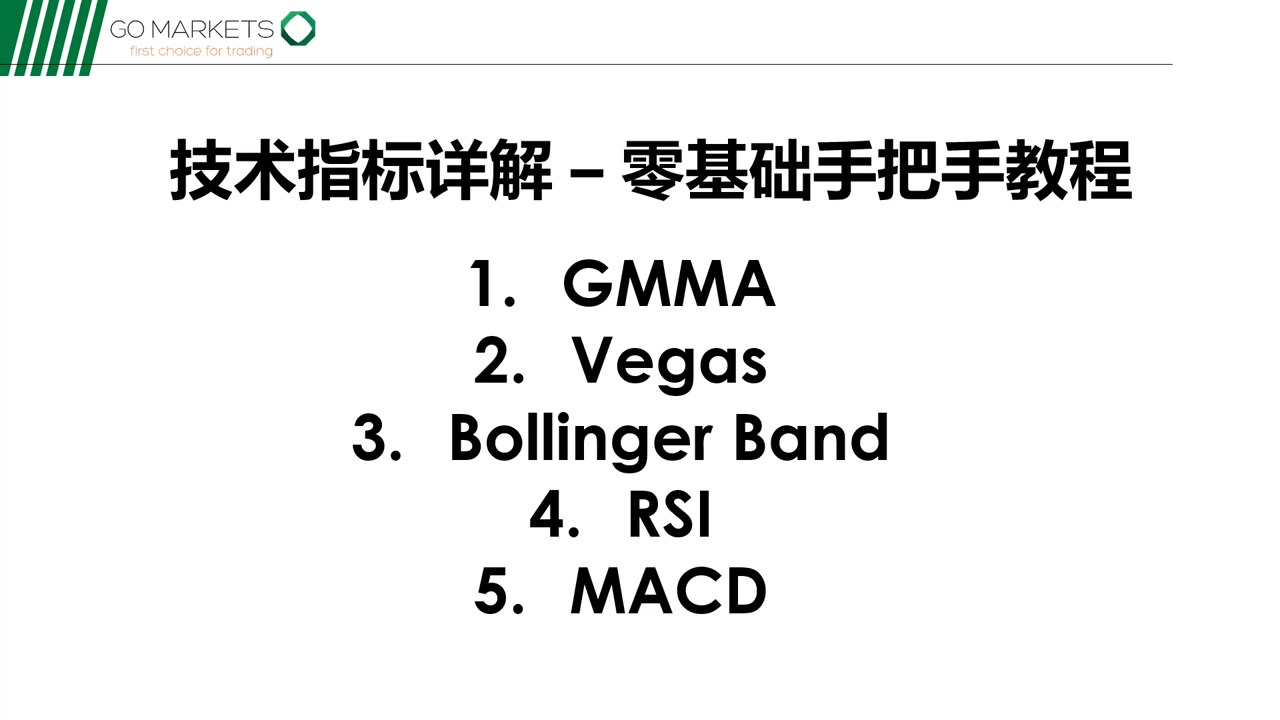 GO MARKETS
first choice for trading
技术指标详解 – 零基础手把手教程
1. GMMA
2. Vegas
3. Bollinger Band
4. RSI
5. MACD